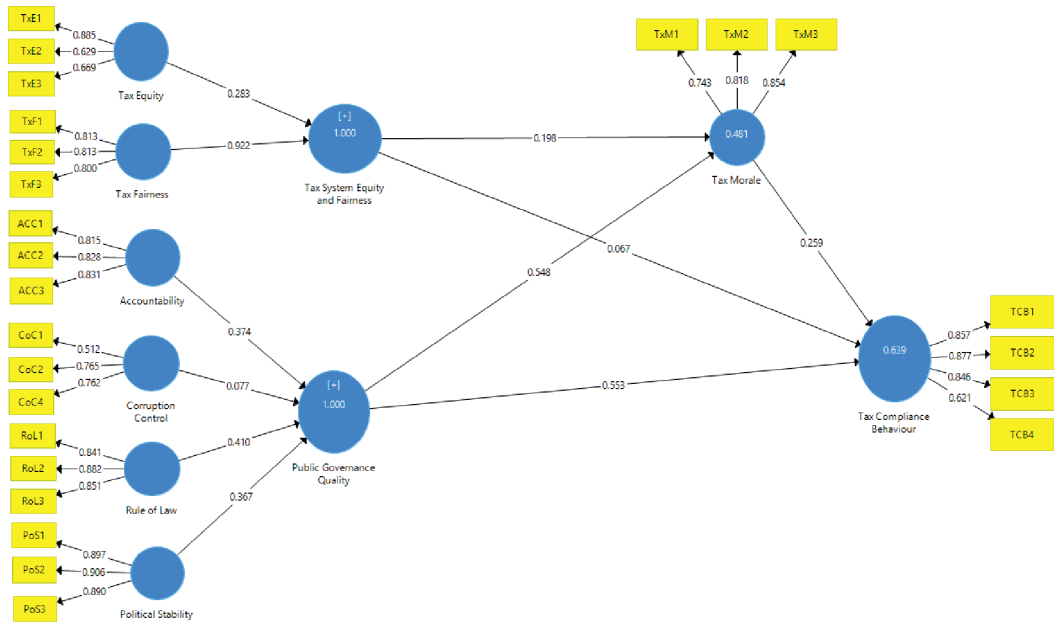 TxE1
0.885
TxE2
0.629
TxE3
0.669
Tax Equity
0.283
TxF1
0.813
TxF2
0.813
TxF3
0.800
Tax Fairness
0.922
[+]
1.000
Tax System Equity
and Fairness
ACC1
0.815
ACC2
0.828
ACC3
0.831
Accountability
0.374
CoC1
0.512
CoC2
0.765
CoC4
0.762
Corruption
Control
0.077
RoL1
0.841
RoL2
0.882
RoL3
0.851
Rule of Law
0.410
PoS1
0.897
PoS2
0.906
PoS3
0.890
Political Stability
0.367
[+]
1.000
Public Governance
Quality
0.198
0.067
0.548
0.553
TxM1
TxM2
TxM3
0.743
0.818
0.854
0.481
Tax Morale
0.259
0.639
Tax Compliance
Behaviour
TCB1
0.857
TCB2
0.877
TCB3
0.846
TCB4
0.621